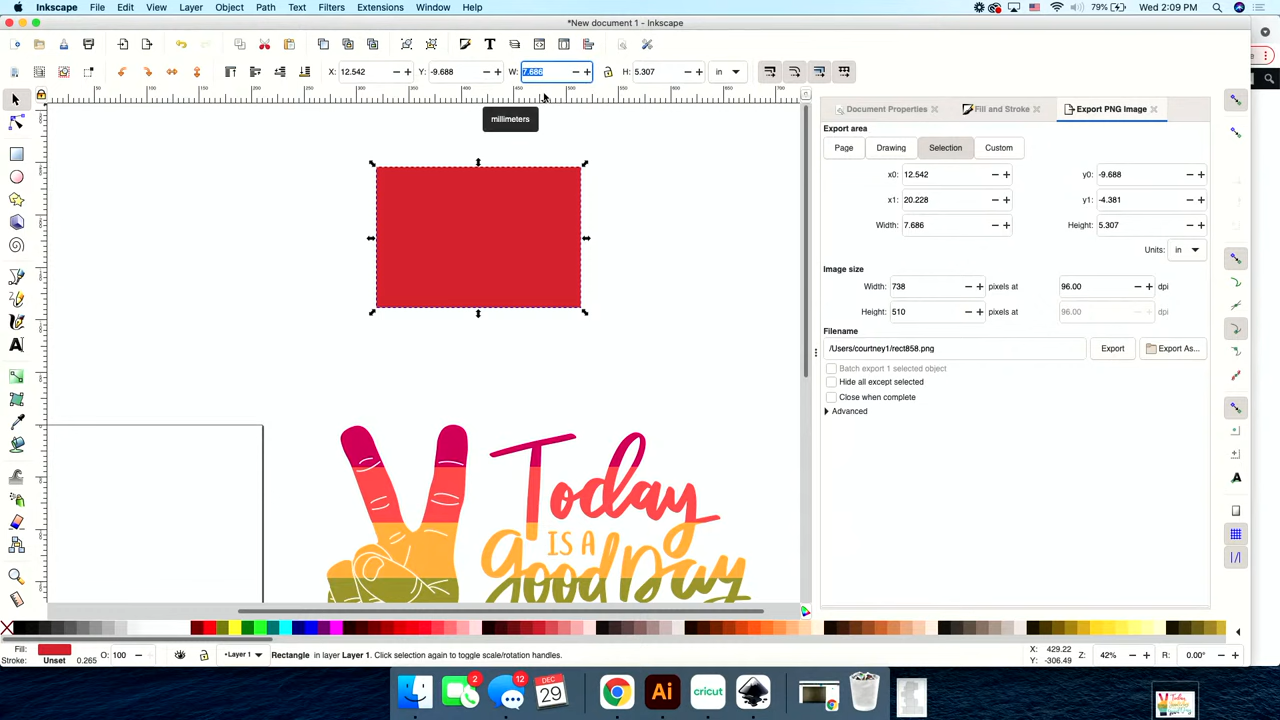 Inkscape File Edit View Layer Object Path Text Filters Extensions Window Help 79% Wed 2:09 PM
*New document 1 - Inkscape
X: 12.542 Y: -9.688 W: 7.686 H: 5.307 in
millimeters
Document Properties Fill and Stroke Export PNG Image
Export area
Page Drawing Selection Custom
x0: 12.542 y0: -9.688
x1: 20.228 y1: -4.381
Width: 7.686 Height: 5.307
Units: in
Image size
Width: 738 pixels at 96.00 dpi
Height: 510 pixels at 96.00 dpi
Filename
/Users/courtney1/rect858.png Export Export As...
Batch export 1 selected object
Hide all except selected
Close when complete
Advanced
Today
IS A
Good Day
Good Day
Fill:
Stroke: Unset 0.265
O: 100
Layer 1
Rectangle in layer Layer 1. Click selection again to toggle scale/rotation handles.
X: 429.22
Y: -306.49
Z: 42%
R: 0.00°
2
12
DEC
29
Ai
cricut
Today